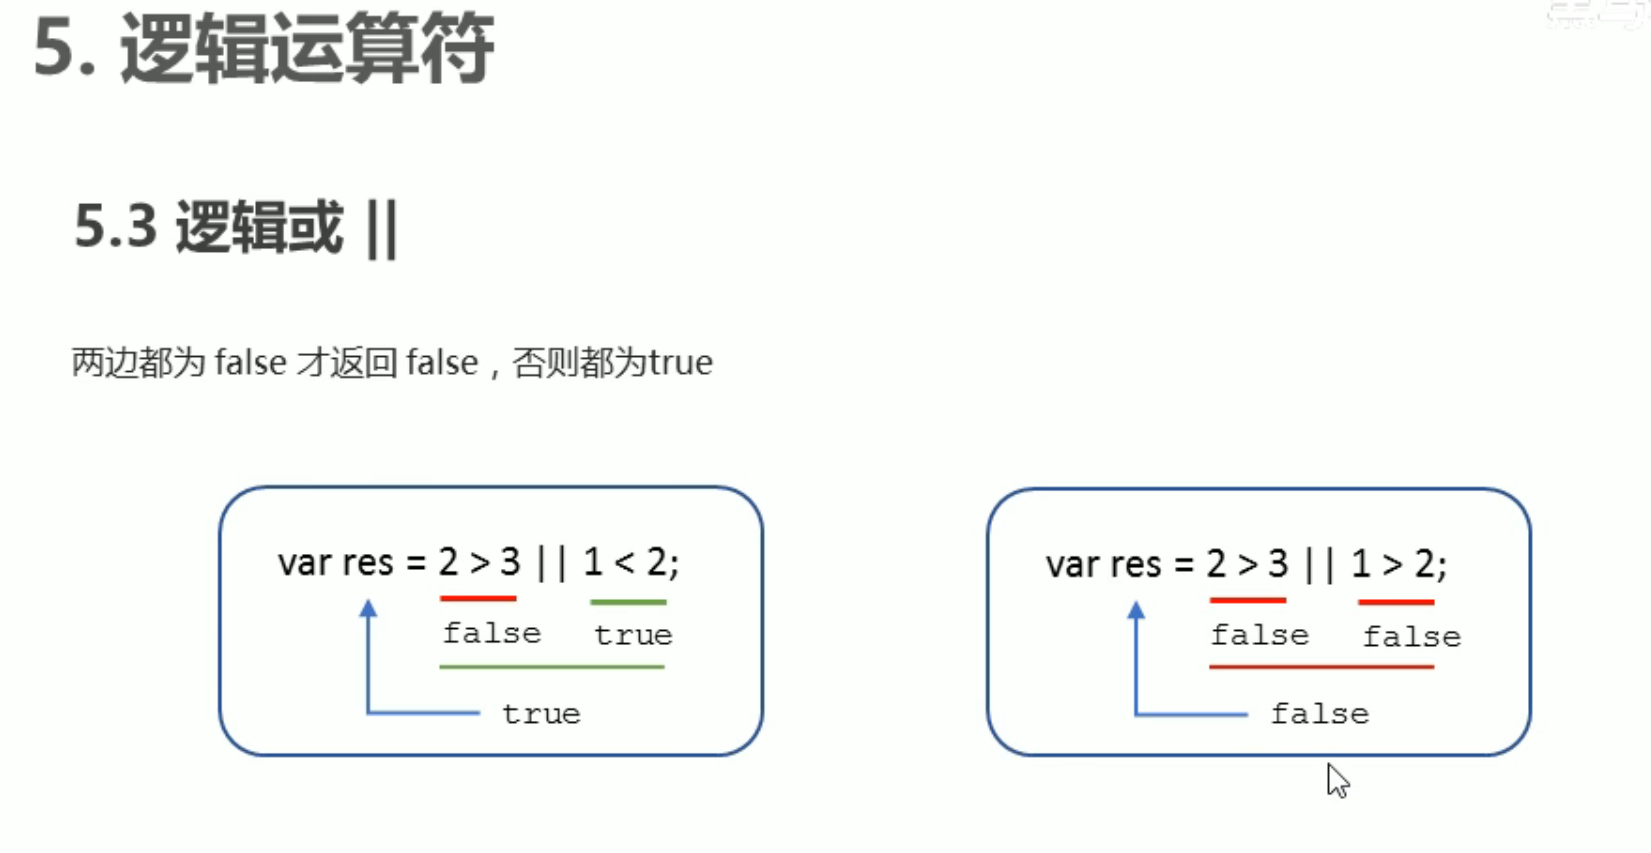 5. 逻辑运算符
5.3 逻辑或 ||
两边都为 false 才返回 false，否则都为true
var res = 2 > 3 || 1 < 2;
false true
true
var res = 2 > 3 || 1 > 2;
false false
false